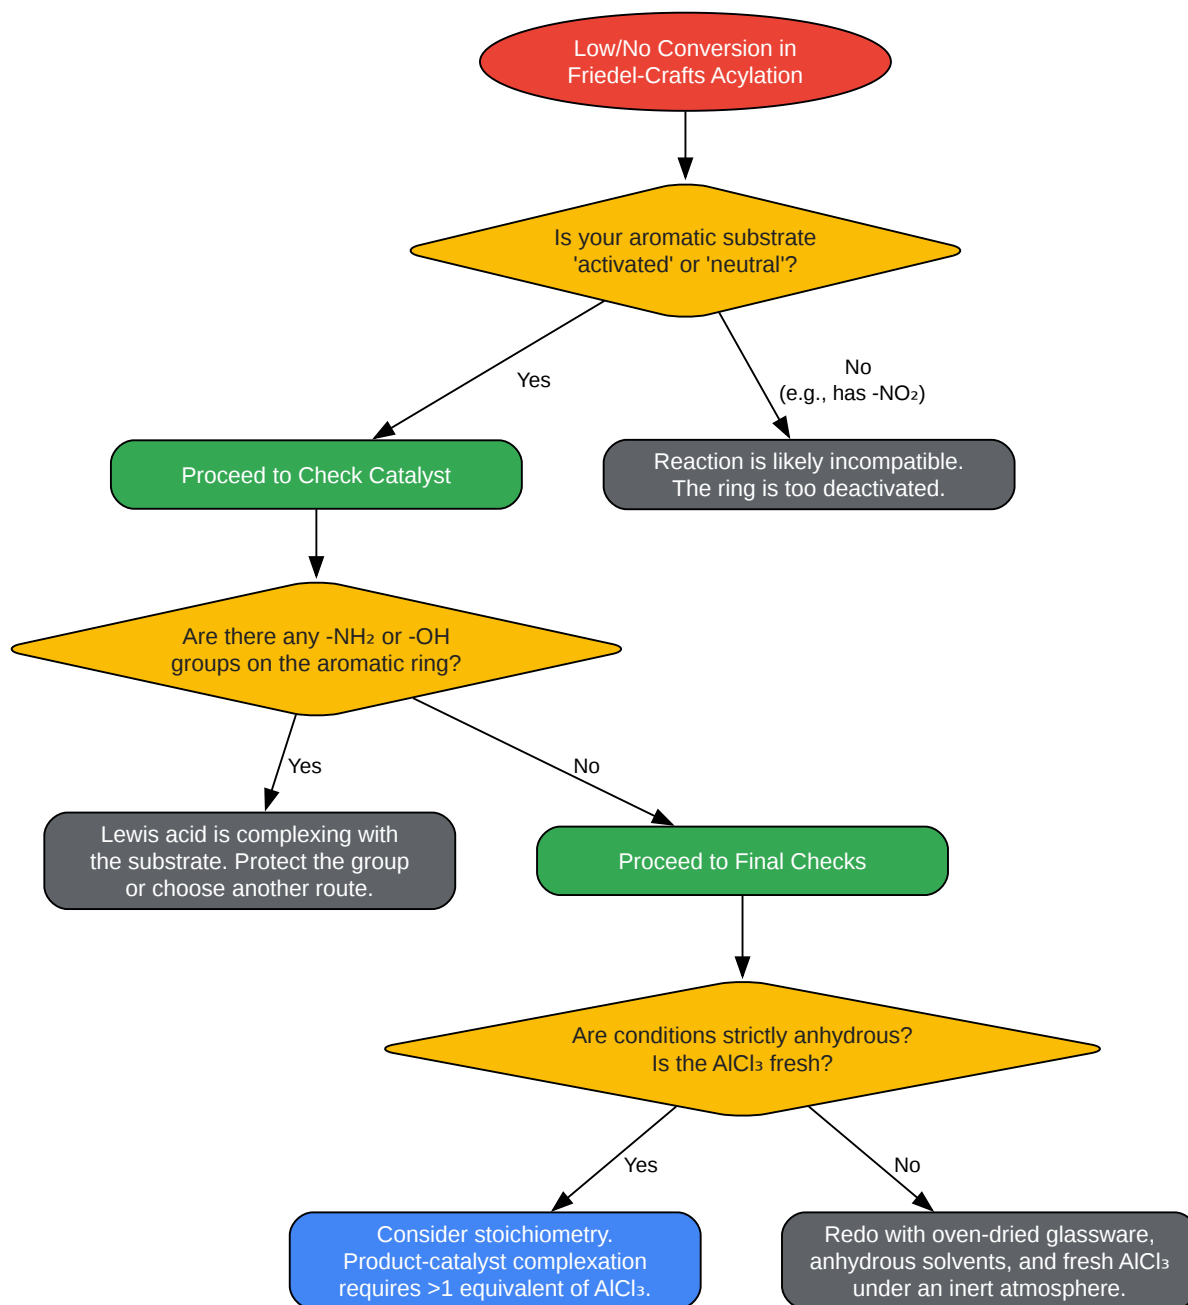 Low/No Conversion in
Friedel-Crafts Acylation
Is your aromatic substrate
'activated' or 'neutral'?
Yes
No
(e.g., has -NO₂)
Proceed to Check Catalyst
Reaction is likely incompatible.
The ring is too deactivated.
Are there any -NH₂ or -OH
groups on the aromatic ring?
Yes
No
Lewis acid is complexing with
the substrate. Protect the group
or choose another route.
Proceed to Final Checks
Are conditions strictly anhydrous?
Is the AlCl₃ fresh?
Yes
No
Consider stoichiometry.
Product-catalyst complexation
requires >1 equivalent of AlCl₃.
Redo with oven-dried glassware,
anhydrous solvents, and fresh AlCl₃
under an inert atmosphere.